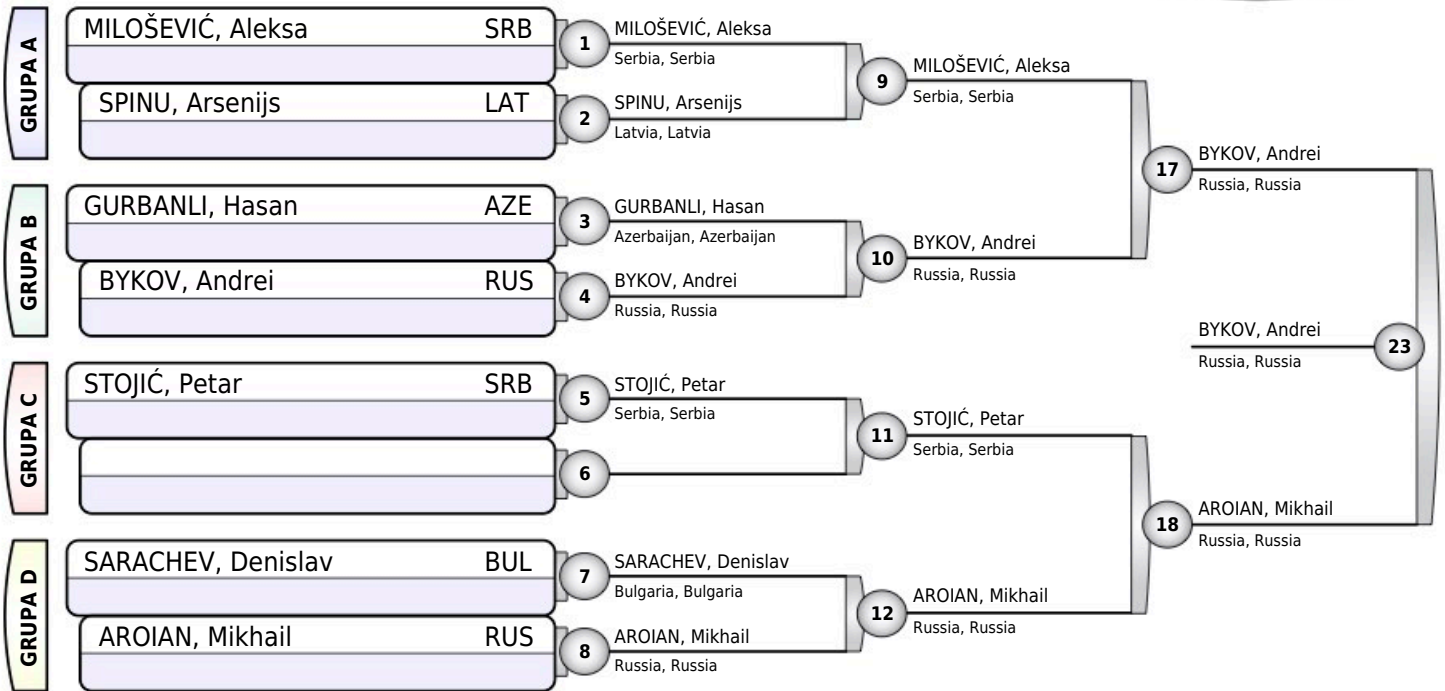 GRUPA A
MILOŠEVIĆ, Aleksa SRB
SPINU, Arsenijs LAT
GRUPA B
GURBANLI, Hasan AZE
BYKOV, Andrei RUS
GRUPA C
STOJIĆ, Petar SRB
GRUPA D
SARACHEV, Denislav BUL
AROIAN, Mikhail RUS
1
MILOŠEVIĆ, Aleksa
Serbia, Serbia
2
SPINU, Arsenijs
Latvia, Latvia
3
GURBANLI, Hasan
Azerbaijan, Azerbaijan
4
BYKOV, Andrei
Russia, Russia
5
STOJIĆ, Petar
Serbia, Serbia
6
7
SARACHEV, Denislav
Bulgaria, Bulgaria
8
AROIAN, Mikhail
Russia, Russia
9
MILOŠEVIĆ, Aleksa
Serbia, Serbia
10
BYKOV, Andrei
Russia, Russia
11
STOJIĆ, Petar
Serbia, Serbia
12
AROIAN, Mikhail
Russia, Russia
17
BYKOV, Andrei
Russia, Russia
18
AROIAN, Mikhail
Russia, Russia
BYKOV, Andrei
Russia, Russia
23